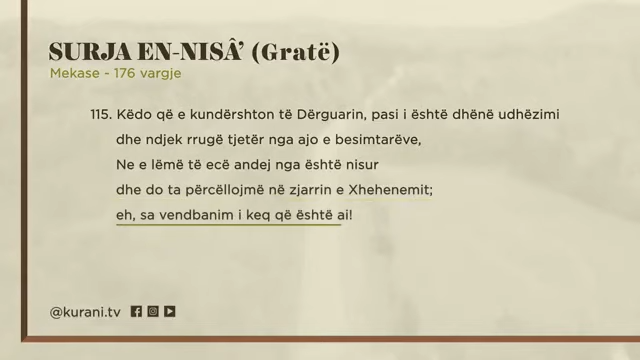 SURJA EN-NISÂ’ (Gratë)
Mekase - 176 vargje
115. Këdo që e kundërshton të Dërguarin, pasi i është dhënë udhëzimi
dhe ndjek rrugë tjetër nga ajo e besimtarëve,
Ne e lëmë të ecë andej nga është nisur
dhe do ta përcëllojmë në zjarrin e Xhehenemit;
eh, sa vendbanim i keq që është ai!
@kurani.tv